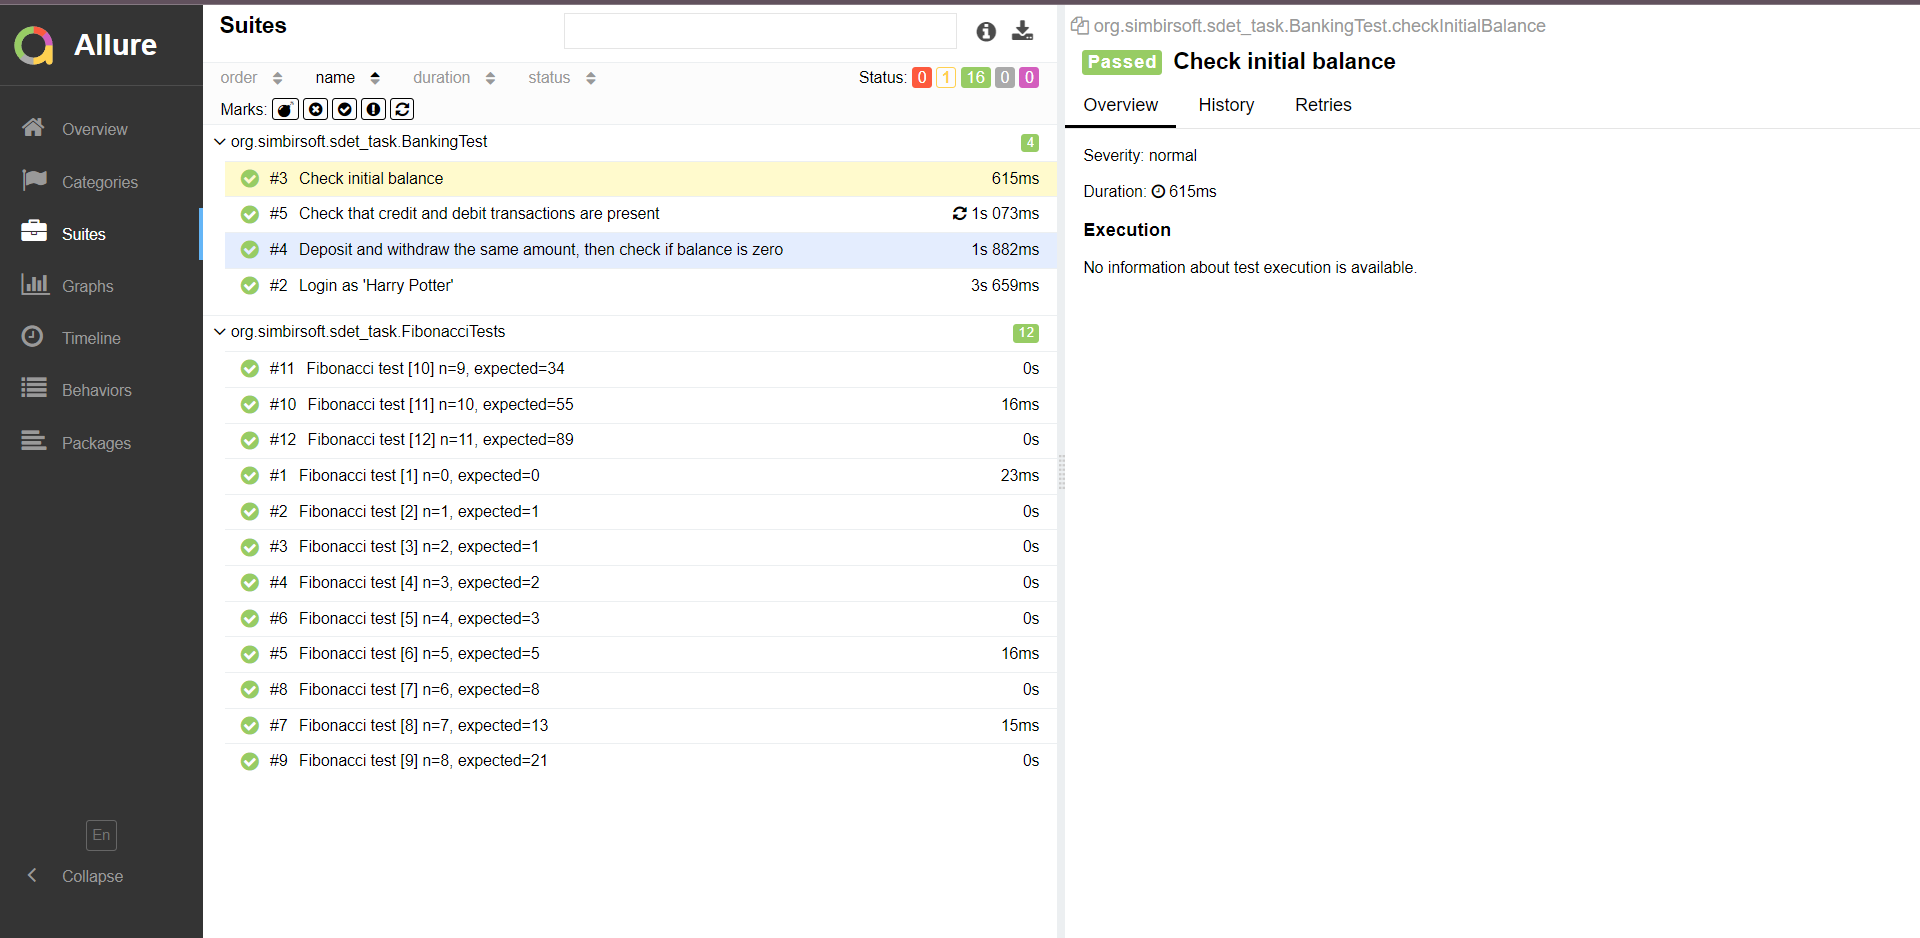 Allure
Overview
Categories
Suites
Graphs
Timeline
Behaviors
Packages
En
Collapse
Suites
order name duration status
Status: 0 1 16 0 0
Marks:
org.simbirsoft.sdet_task.BankingTest 4
#3 Check initial balance 615ms
#5 Check that credit and debit transactions are present 1s 073ms
#4 Deposit and withdraw the same amount, then check if balance is zero 1s 882ms
#2 Login as 'Harry Potter' 3s 659ms
org.simbirsoft.sdet_task.FibonacciTests 12
#11 Fibonacci test [10] n=9, expected=34 0s
#10 Fibonacci test [11] n=10, expected=55 16ms
#12 Fibonacci test [12] n=11, expected=89 0s
#1 Fibonacci test [1] n=0, expected=0 23ms
#2 Fibonacci test [2] n=1, expected=1 0s
#3 Fibonacci test [3] n=2, expected=1 0s
#4 Fibonacci test [4] n=3, expected=2 0s
#6 Fibonacci test [5] n=4, expected=3 0s
#5 Fibonacci test [6] n=5, expected=5 16ms
#8 Fibonacci test [7] n=6, expected=8 0s
#7 Fibonacci test [8] n=7, expected=13 15ms
#9 Fibonacci test [9] n=8, expected=21 0s
org.simbirsoft.sdet_task.BankingTest.checkInitialBalance
Passed Check initial balance
Overview History Retries
Severity: normal
Duration: 615ms
Execution
No information about test execution is available.